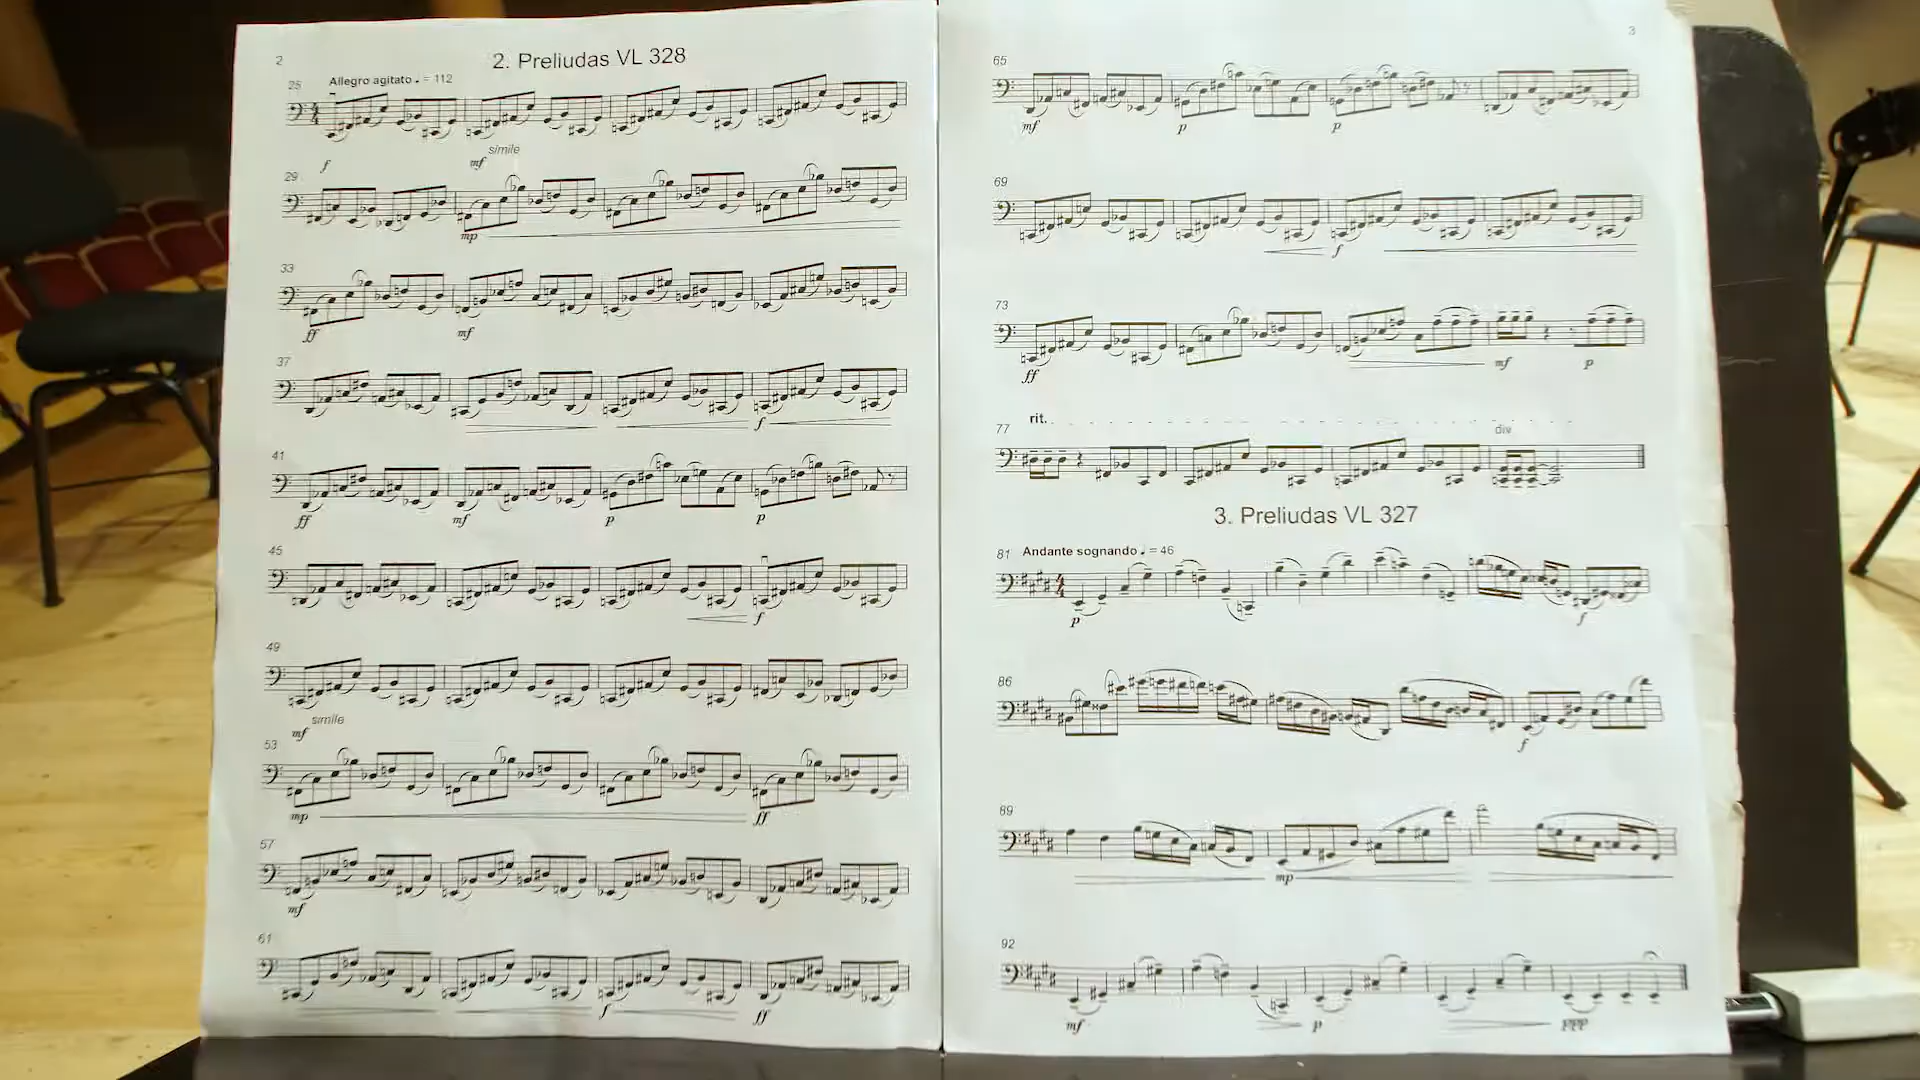 2
2. Preliudas VL 328
25
Allegro agitato ♩ = 112
f
mf
simile
29
mp
33
ff
mf
37
f
41
ff
mf
p
p
45
f
49
mf
simile
53
mp
ff
57
mf
61
f
ff
3
65
mf
p
p
69
f
73
ff
mf
p
rit.
77
div
3. Preliudas VL 327
81
Andante sognando ♩ = 46
p
f
86
f
89
mp
92
mf
p
ppp